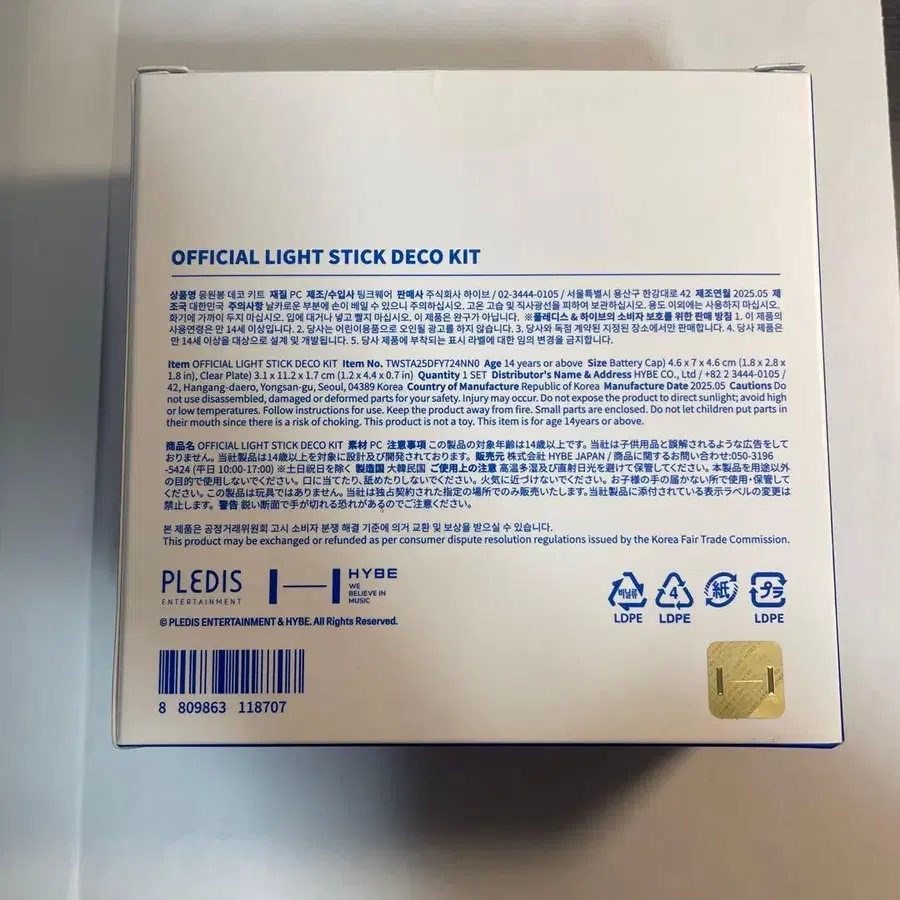 OFFICIAL LIGHT STICK DECO KIT
상품명 응원봉 데코 키트 재질 PC 제조/수입사 팅크웨어 판매사 주식회사 하이브 / 02-3444-0105 / 서울특별시 용산구 한강대로 42 제조연월 2025.05 제
조국 대한민국 주의사항 날카로운 부분에 손이 베일 수 있으니 주의하십시오. 고온 고습 및 직사광선을 피하여 보관하십시오. 용도 이외에는 사용하지 마십시오.
화기에 가까이 두지 마십시오. 입에 대거나 넣고 빨지 마십시오. 이 제품은 완구가 아닙니다. ※플레디스 & 하이브의 소비자 보호를 위한 판매 방침 1. 이 제품의
사용연령은 만 14세 이상입니다. 2. 당사는 어린이용품으로 오인될 광고를 하지 않습니다. 3. 당사와 독점 계약된 지정된 장소에서만 판매합니다. 4. 당사 제품은
만 14세 이상을 대상으로 설계 및 개발됩니다. 5. 당사 제품에 부착되는 표시 라벨에 대한 임의 변경을 금지합니다.
Item OFFICIAL LIGHT STICK DECO KIT Item No. TWSTA25DFY724NN0 Age 14 years or above Size Battery Cap) 4.6 x 7 x 4.6 cm (1.8 x 2.8 x
1.8 in), Clear Plate) 3.1 x 11.2 x 1.7 cm (1.2 x 4.4 x 0.7 in) Quantity 1 SET Distributor's Name & Address HYBE CO., Ltd / +82 2 3444-0105 /
42, Hangang-daero, Yongsan-gu, Seoul, 04389 Korea Country of Manufacture Republic of Korea Manufacture Date 2025.05 Cautions Do
not use disassembled, damaged or deformed parts for your safety. Injury may occur. Do not expose the product to direct sunlight; avoid high
or low temperatures. Follow instructions for use. Keep the product away from fire. Small parts are enclosed. Do not let children put parts in
their mouth since there is a risk of choking. This product is not a toy. This item is for age 14years or above.
商品名 OFFICIAL LIGHT STICK DECO KIT 素材 PC 注意事項 この製品の対象年齢は14歳以上です。当社は子供用品と誤解されるような広告をして
おりません。当社製品は14歳以上を対象に設計及び開発されております。販売元 株式会社 HYBE JAPAN / 商品に関するお問い合わせ:050-3196
-5424 (平日 10:00-17:00) ※土日祝日を除く 製造国 大韓民国 ご使用上の注意 高温多湿及び直射日光を避けて保管してください。本製品を用途以外
の目的で使用しないでください。口に当てたり、舐めたりしないでください。火気に近づけないでください。お子様の手の届かない所で使用・保管して
ください。この製品は玩具ではありません。当社は独占契約された指定の場所でのみ販売いたします。当社製品に添付されている表示ラベルの変更は
禁止します。警告 鋭い断面で手が切れる恐れがあるのでご注意ください。
본 제품은 공정거래위원회 고시 소비자 분쟁 해결 기준에 의거 교환 및 보상을 받으실 수 있습니다.
This product may be exchanged or refunded as per consumer dispute resolution regulations issued by the Korea Fair Trade Commission.
PLEDIS
ENTERTAINMENT
HYBE
WE
BELIEVE IN
MUSIC
비닐류
LDPE
4
LDPE
紙
プラ
LDPE
© PLEDIS ENTERTAINMENT & HYBE. All Rights Reserved.
8 809863 118707